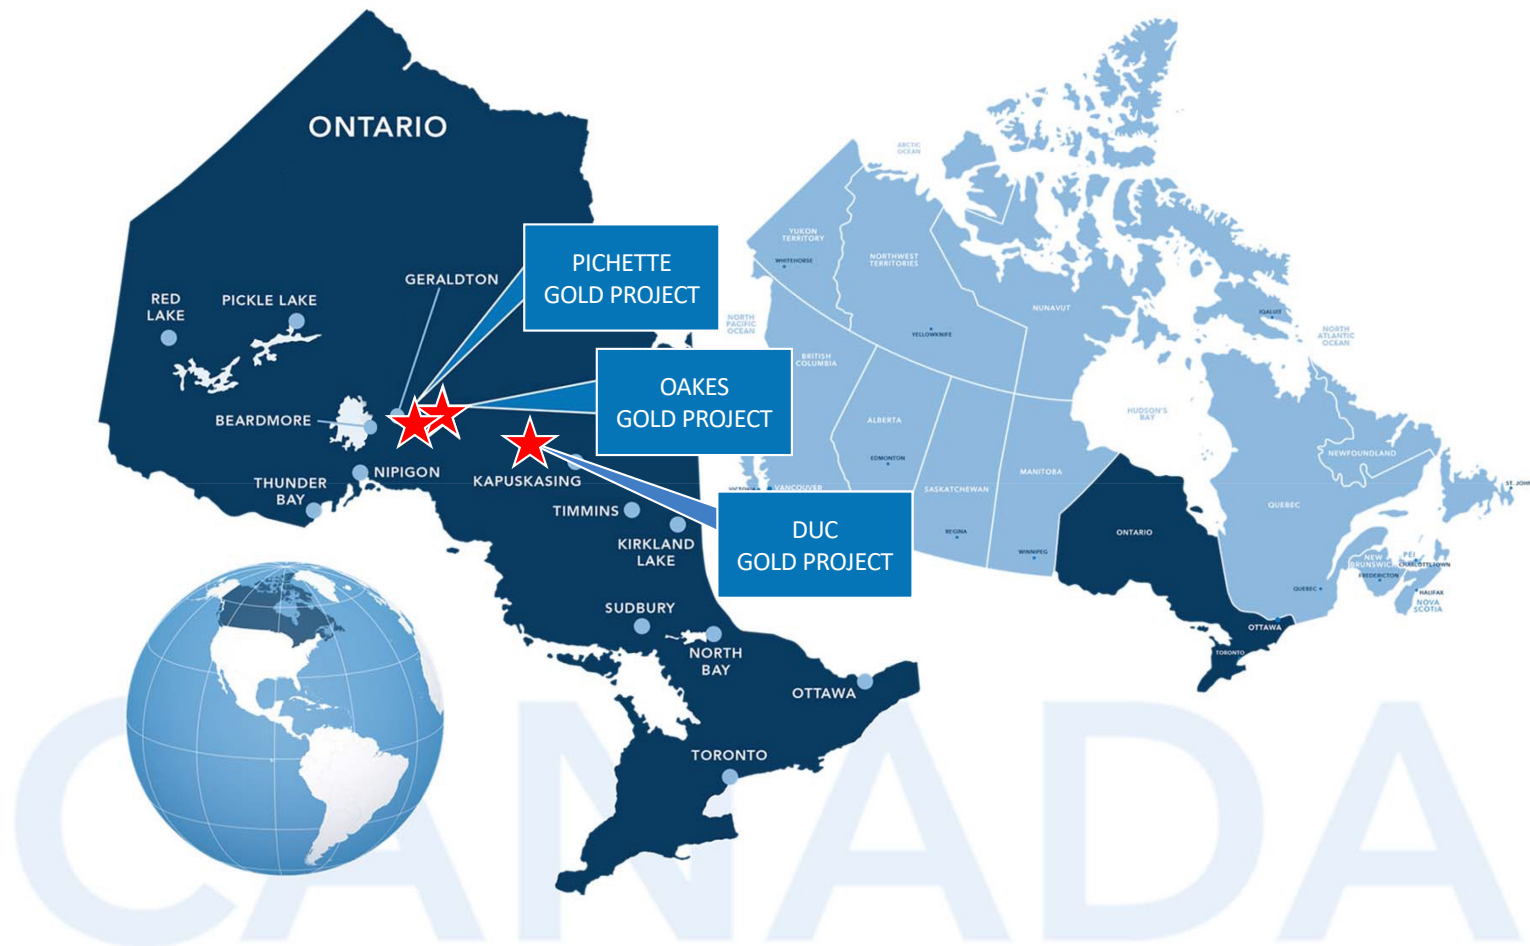 ONTARIO
PICHETTE
GOLD PROJECT
GERALDTON
RED
LAKE
PICKLE LAKE
OAKES
GOLD PROJECT
BEARDMORE
NIPIGON
THUNDER
BAY
KAPUSKASING
TIMMINS
KIRKLAND
LAKE
DUC
GOLD PROJECT
SUDBURY
NORTH
BAY
OTTAWA
TORONTO
ARCTIC
OCEAN
YUKON
TERRITORY
WHITEHORSE
NORTHWEST
TERRITORIES
NUNAVUT
IQALUIT
NORTH
PACIFIC
OCEAN
YELLOWKNIFE
NORTH
ATLANTIC
OCEAN
BRITISH
COLUMBIA
ALBERTA
HUDSON'S
BAY
EDMONTON
NEWFOUNDLAND
MANITOBA
SASKATCHEWAN
VANCOUVER
ST. JOHN
QUEBEC
REGINA
WINNIPEG
ONTARIO
NEW
BRUNSWICK
PEI
CHARLOTTETOWN
FREDERICTON
QUEBEC
HALIFAX
NOVA
SCOTIA
OTTAWA
TORONTO
CANADA